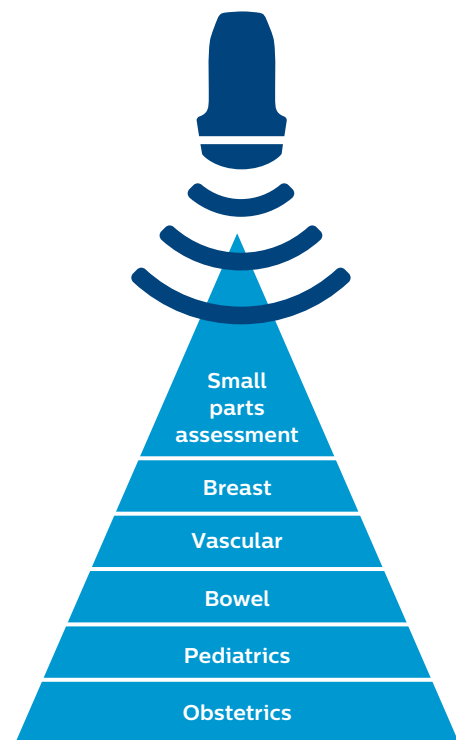 Small
parts
assessment
Breast
Vascular
Bowel
Pediatrics
Obstetrics